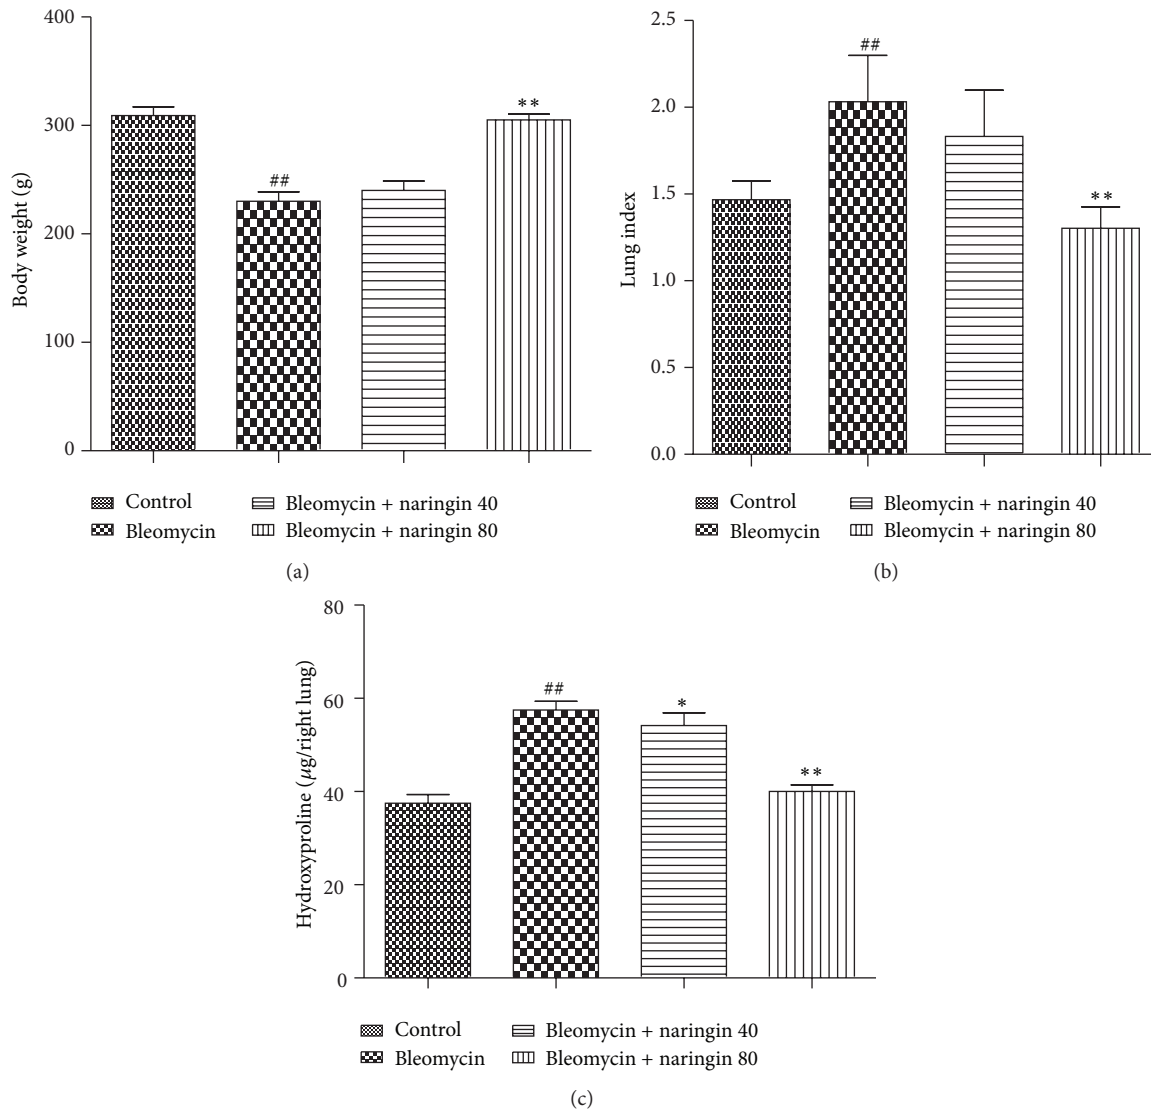 400
300
200
100
0
Body weight (g)
##
**
Control
Bleomycin
Bleomycin + naringin 40
Bleomycin + naringin 80
(a)
2.5
2.0
1.5
1.0
0.5
0.0
Lung index
##
**
Control
Bleomycin
Bleomycin + naringin 40
Bleomycin + naringin 80
(b)
80
60
40
20
0
Hydroxyproline (μg/right lung)
##
*
**
Control
Bleomycin
Bleomycin + naringin 40
Bleomycin + naringin 80
(c)